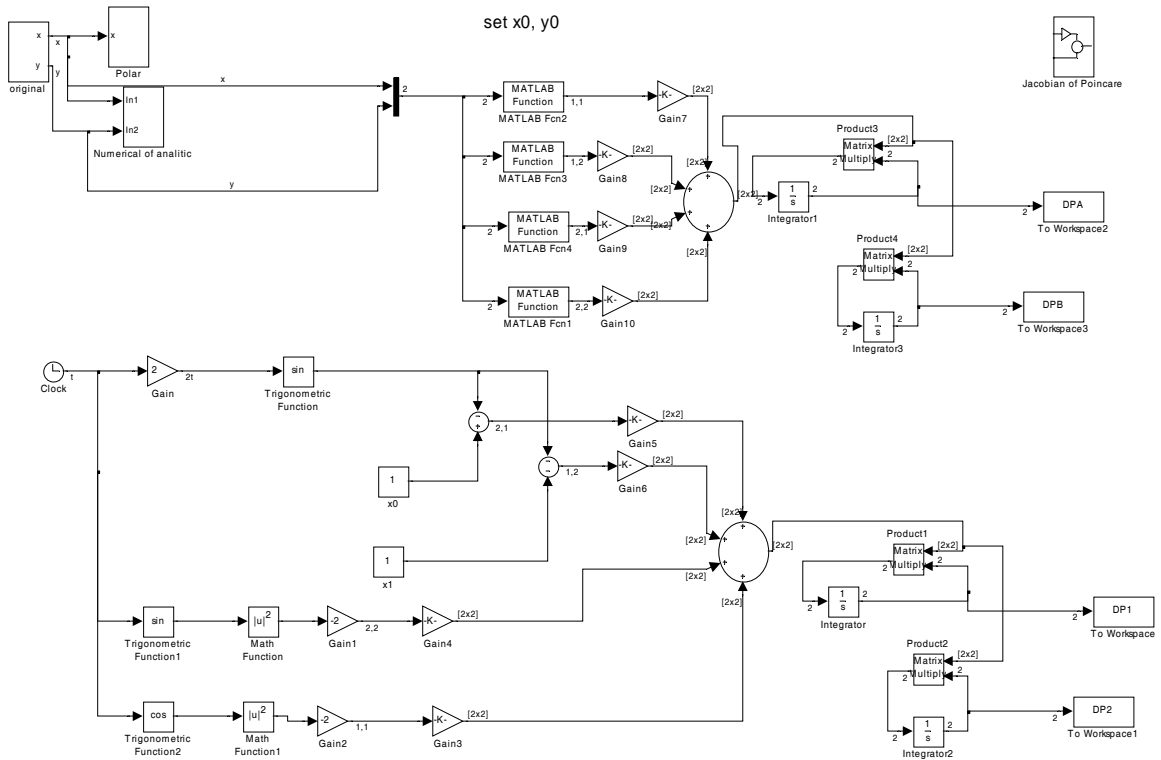 set x0, y0
x
y
original
x
y
x
Polar
In1
In2
Numerical of analitic
x
y
2
2
MATLAB
Function
MATLAB Fcn2
1,1
-K-
Gain7
[2x2]
2
MATLAB
Function
MATLAB Fcn3
1,2
-K-
Gain8
[2x2]
2
MATLAB
Function
MATLAB Fcn4
2,1
-K-
Gain9
[2x2]
2
MATLAB
Function
MATLAB Fcn1
2,2
-K-
Gain10
[2x2]
[2x2]
[2x2]
[2x2]
[2x2]
[2x2]
2
1
s
Integrator1
2
Product3
Matrix
Multiply
[2x2]
2
2
2
DPA
To Workspace2
Product4
Matrix
Multiply
[2x2]
2
2
2
1
s
Integrator3
2
2
DPB
To Workspace3
Jacobian of Poincare
Clock
t
2
Gain
2t
sin
Trigonometric
Function
2,1
-K-
Gain5
[2x2]
1,2
-K-
Gain6
[2x2]
1
x0
1
x1
sin
Trigonometric
Function1
|u|2
Math
Function
-2
Gain1
2,2
-K-
Gain4
[2x2]
cos
Trigonometric
Function2
|u|2
Math
Function1
-2
Gain2
1,1
-K-
Gain3
[2x2]
[2x2]
[2x2]
[2x2]
[2x2]
[2x2]
Product1
Matrix
Multiply
[2x2]
2
2
2
1
s
Integrator
2
2
DP1
To Workspace
Product2
Matrix
Multiply
[2x2]
2
2
2
1
s
Integrator2
2
2
DP2
To Workspace1